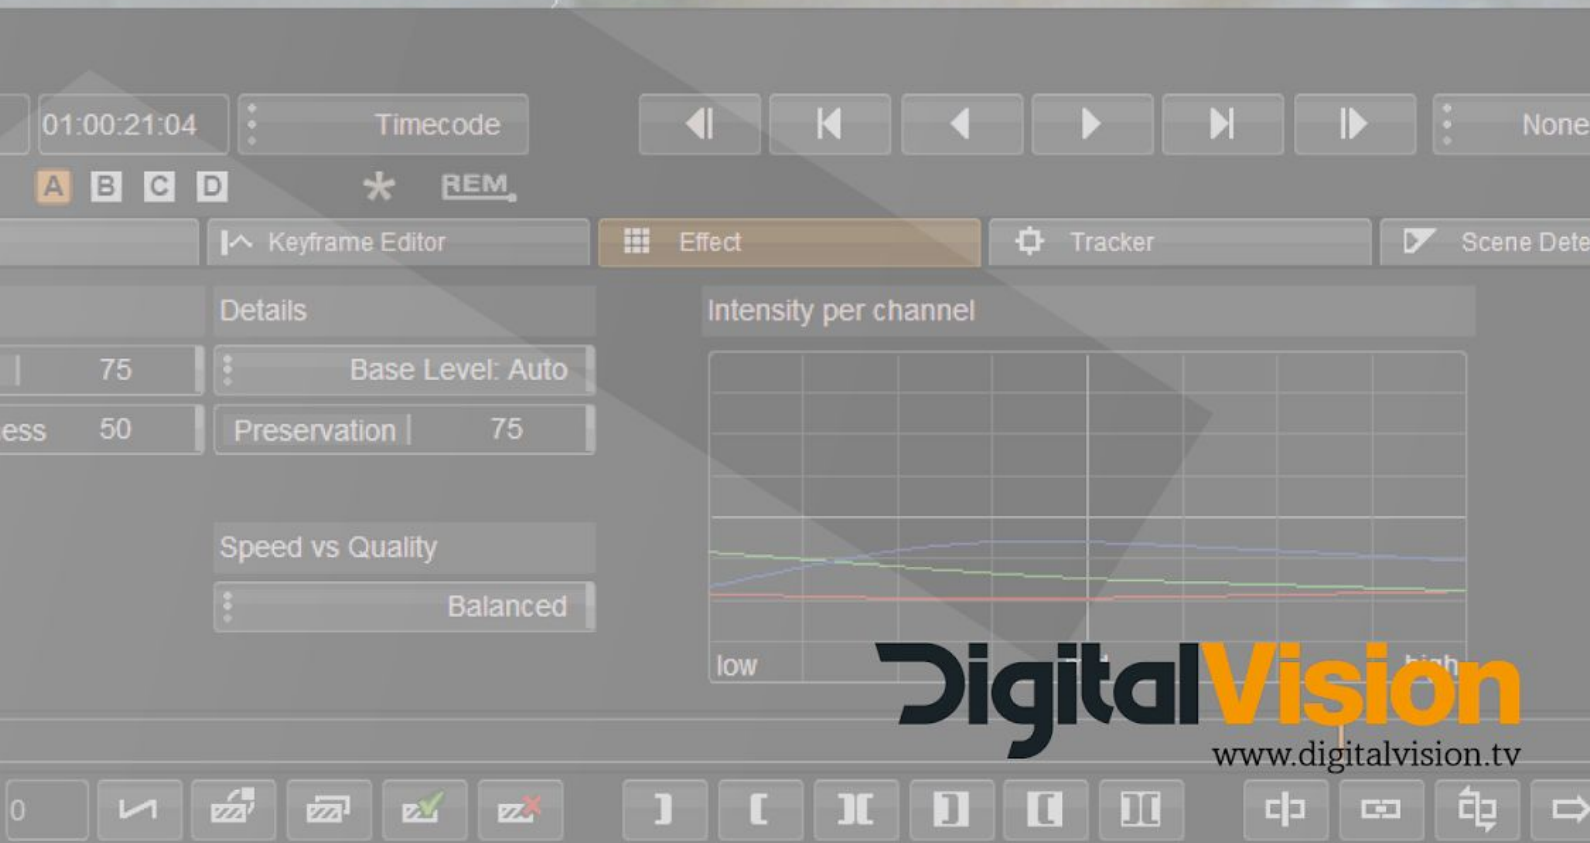 01:00:21:04 Timecode None
A B C D * REM.
Keyframe Editor Effect Tracker Scene Dete
Details Intensity per channel
75 Base Level: Auto
ess 50 Preservation 75
Speed vs Quality
Balanced
low high
DigitalVision
www.digitalvision.tv
0